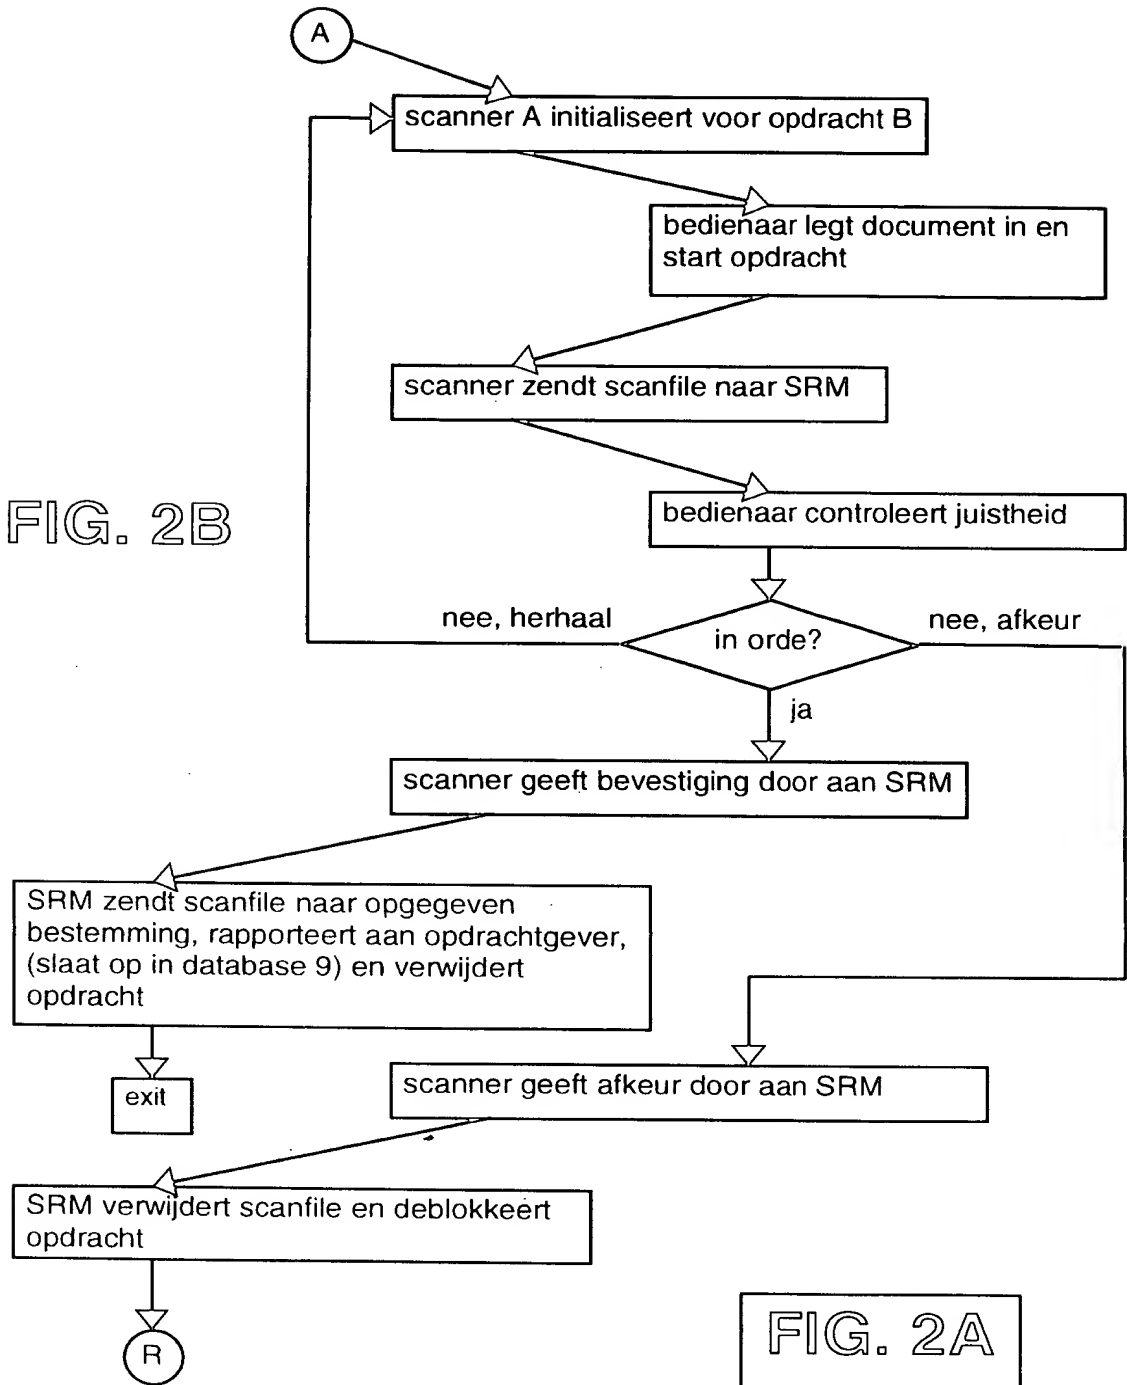 A
scanner A initialiseert voor opdracht B
bedienaar legt document in en
start opdracht
scanner zendt scanfile naar SRM
FIG. 2B
bedienaar controleert juistheid
nee, herhaal
in orde?
nee, afkeur
ja
scanner geeft bevestiging door aan SRM
SRM zendt scanfile naar opgegeven
bestemming, rapporteert aan opdrachtgever,
(slaat op in database 9) en verwijdert
opdracht
exit
scanner geeft afkeur door aan SRM
SRM verwijdert scanfile en deblokkeert
opdracht
R
FIG. 2A